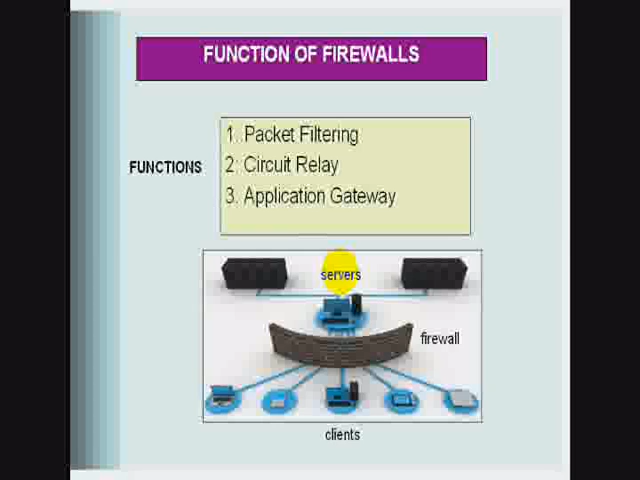 FUNCTION OF FIREWALLS
1. Packet Filtering
FUNCTIONS
2. Circuit Relay
3. Application Gateway
servers
firewall
clients